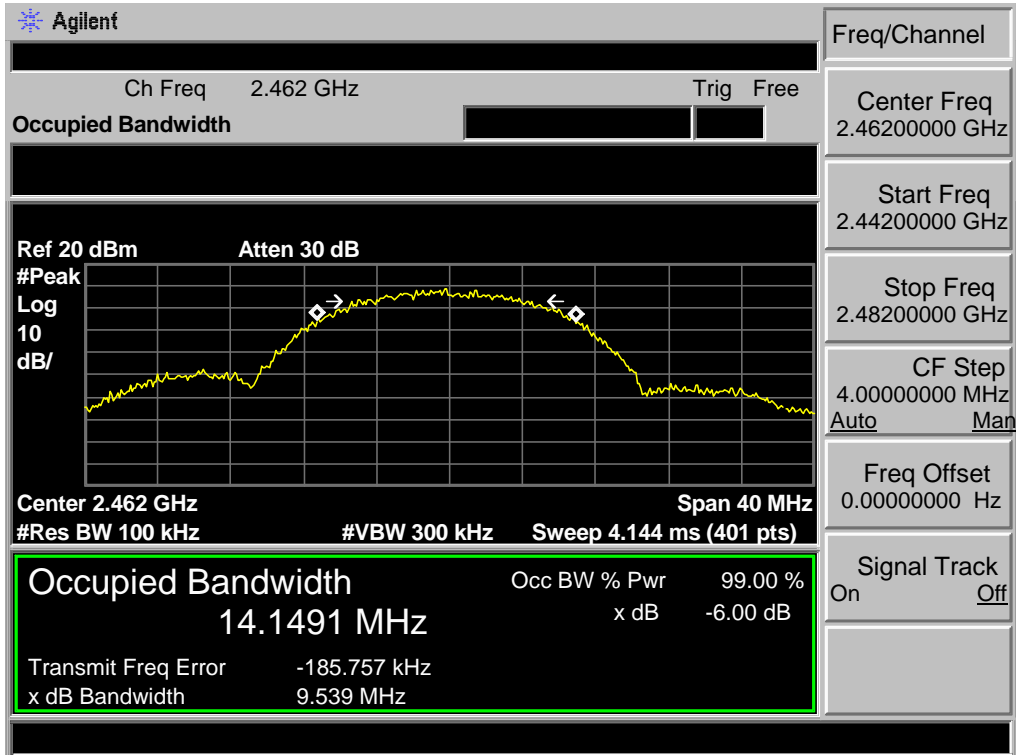 Agilent
Freq/Channel
Ch Freq 2.462 GHz Trig Free
Occupied Bandwidth
Center Freq
2.46200000 GHz
Start Freq
2.44200000 GHz
Stop Freq
2.48200000 GHz
CF Step
4.00000000 MHz
Auto Man
Freq Offset
0.00000000 Hz
Signal Track
On Off
Ref 20 dBm Atten 30 dB
#Peak
Log
10
dB/
Center 2.462 GHz Span 40 MHz
#Res BW 100 kHz #VBW 300 kHz Sweep 4.144 ms (401 pts)
Occupied Bandwidth Occ BW % Pwr 99.00 %
14.1491 MHz x dB -6.00 dB
Transmit Freq Error -185.757 kHz
x dB Bandwidth 9.539 MHz